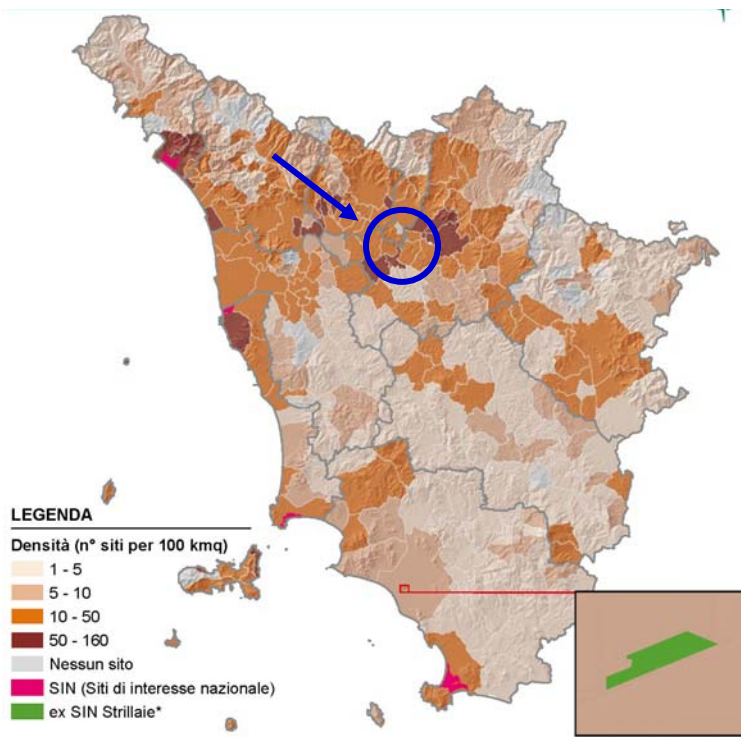 LEGENDA
Densità (n° siti per 100 kmq)
1 - 5
5 - 10
10 - 50
50 - 160
Nessun sito
SIN (Siti di interesse nazionale)
ex SIN Strillaie*